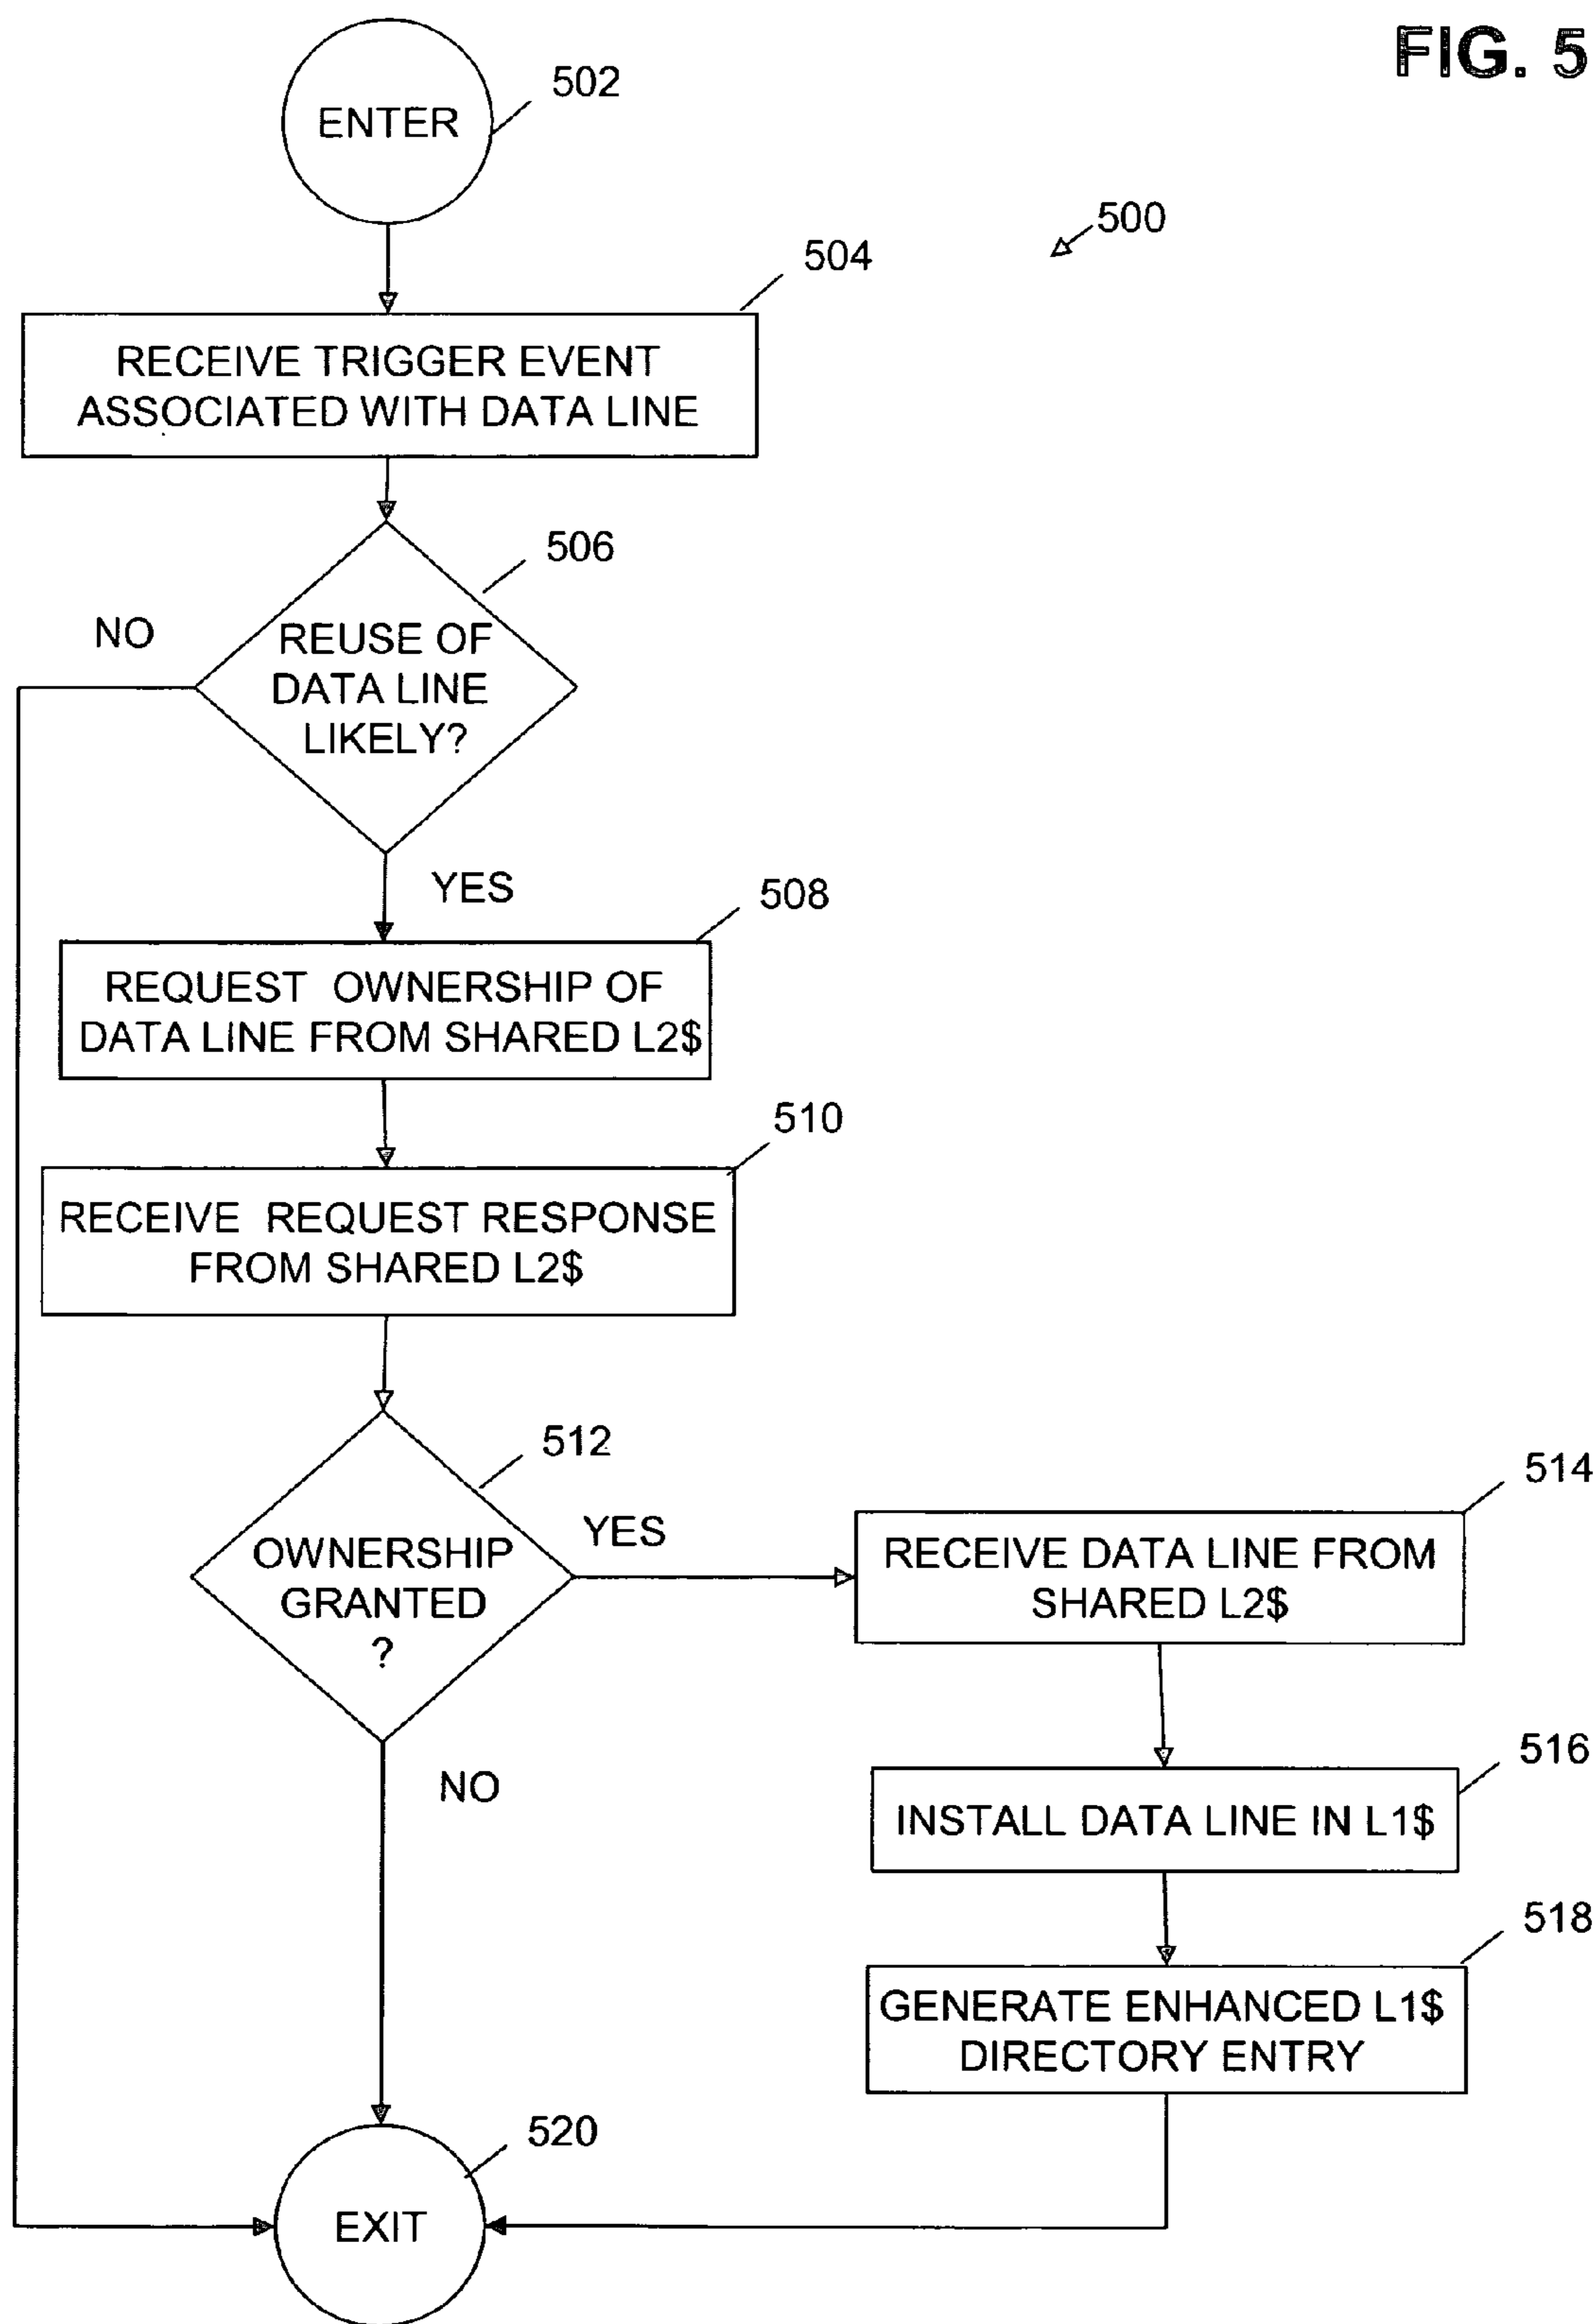 FIG. 5
502
ENTER
500
504
RECEIVE TRIGGER EVENT
ASSOCIATED WITH DATA LINE
506
NO
REUSE OF
DATA LINE
LIKELY?
YES
508
REQUEST OWNERSHIP OF
DATA LINE FROM SHARED L2$
510
RECEIVE REQUEST RESPONSE
FROM SHARED L2$
512
OWNERSHIP
GRANTED
?
YES
514
RECEIVE DATA LINE FROM
SHARED L2$
NO
516
INSTALL DATA LINE IN L1$
518
GENERATE ENHANCED L1$
DIRECTORY ENTRY
520
EXIT